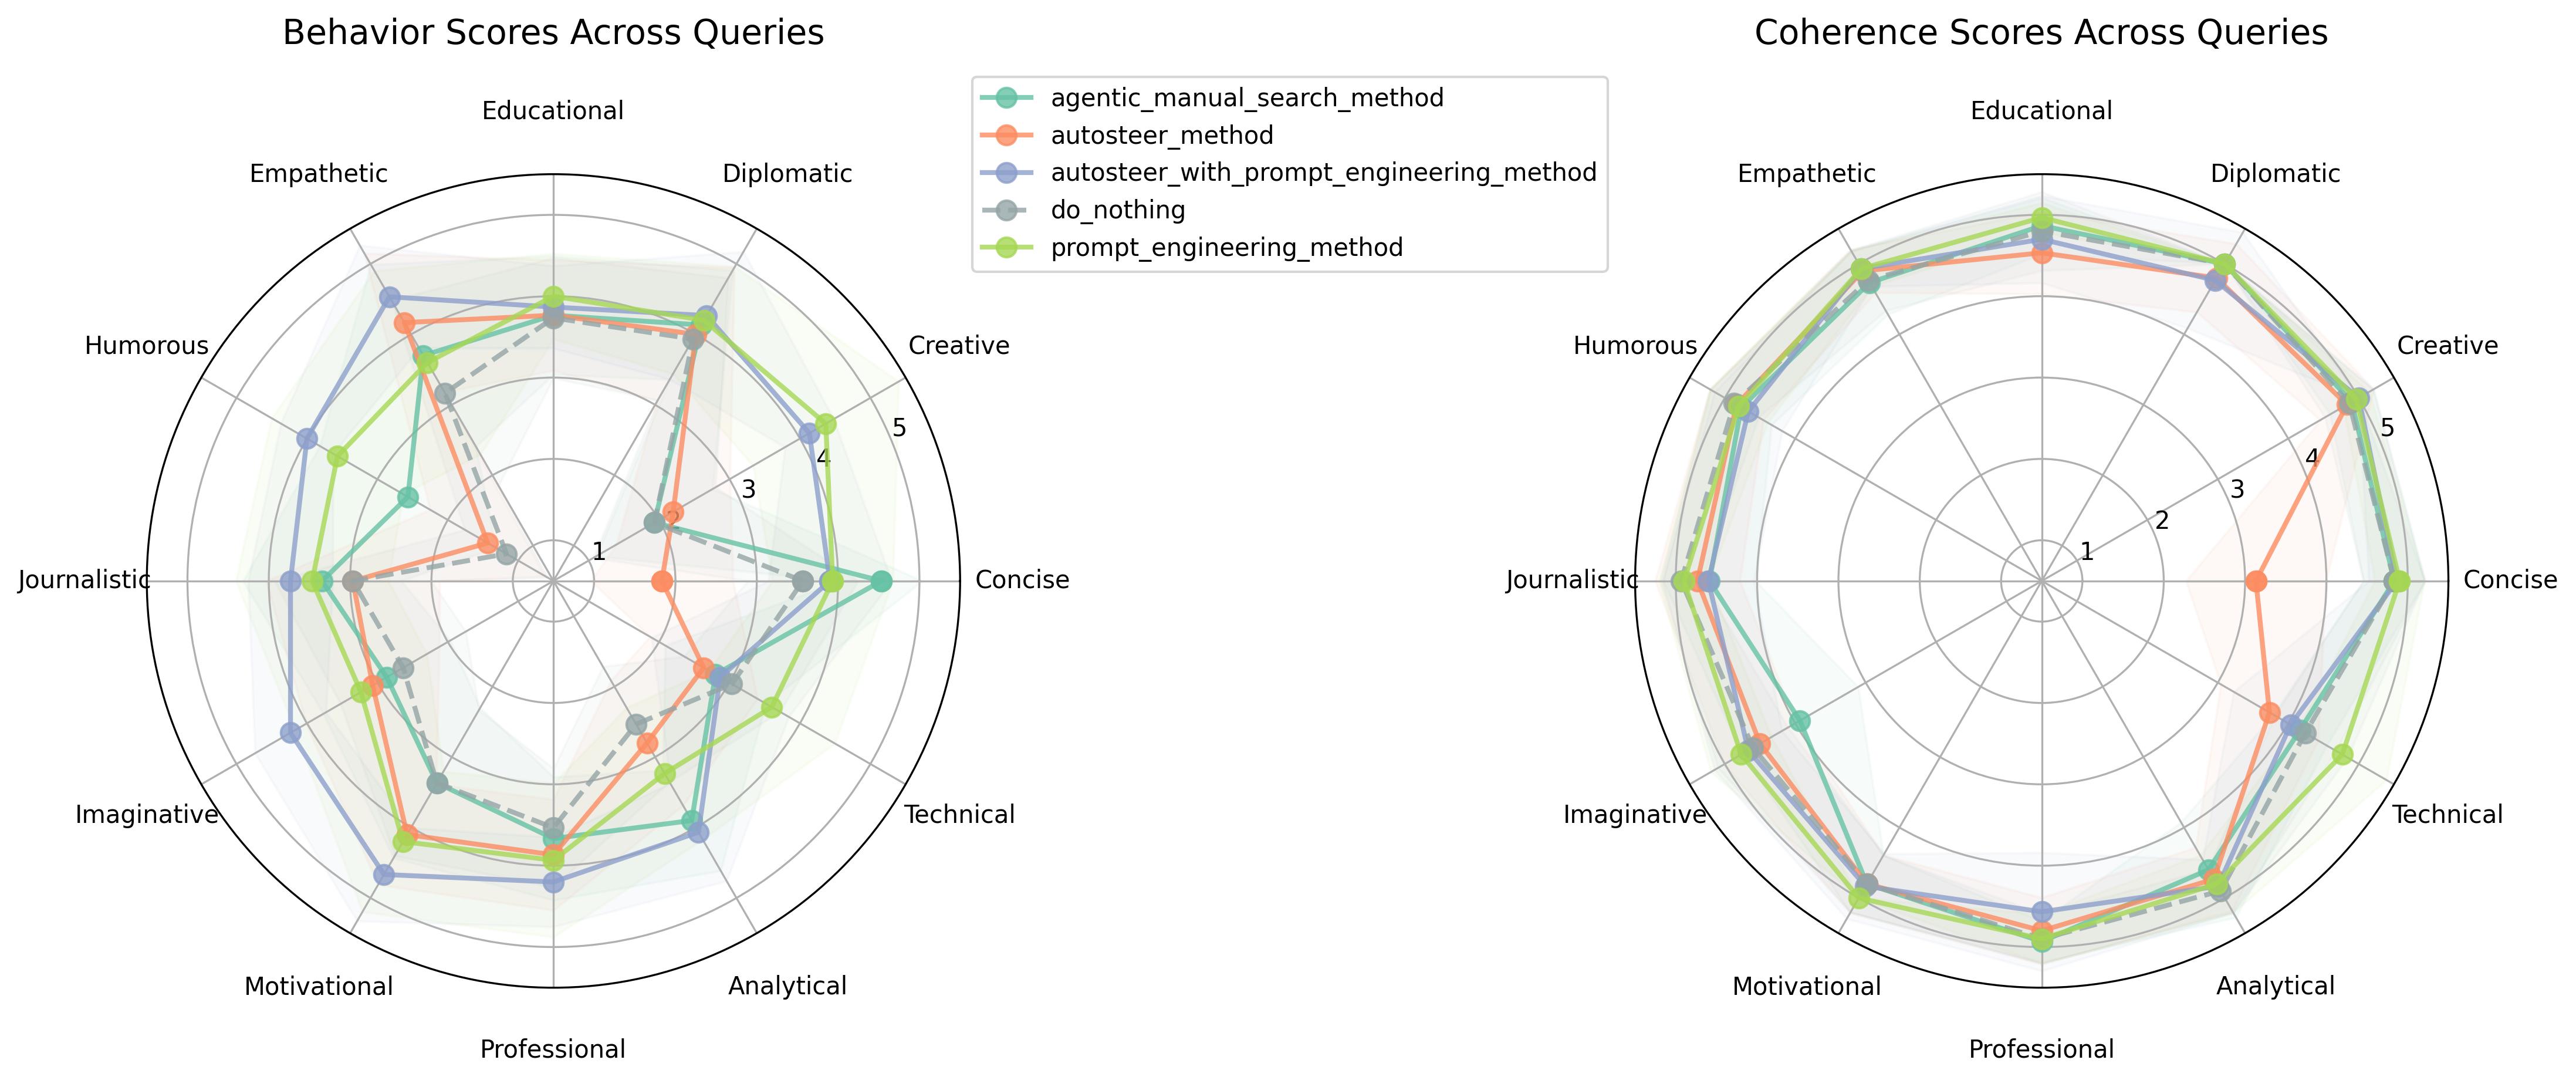 Behavior Scores Across Queries
Coherence Scores Across Queries
agentic_manual_search_method
autosteer_method
autosteer_with_prompt_engineering_method
do_nothing
prompt_engineering_method
Educational
Empathetic
Diplomatic
Humorous
Creative
Journalistic
Concise
Imaginative
Technical
Motivational
Analytical
Professional
1
2
3
4
5
Educational
Empathetic
Diplomatic
Humorous
Creative
Journalistic
Concise
Imaginative
Technical
Motivational
Analytical
Professional
1
2
3
4
5